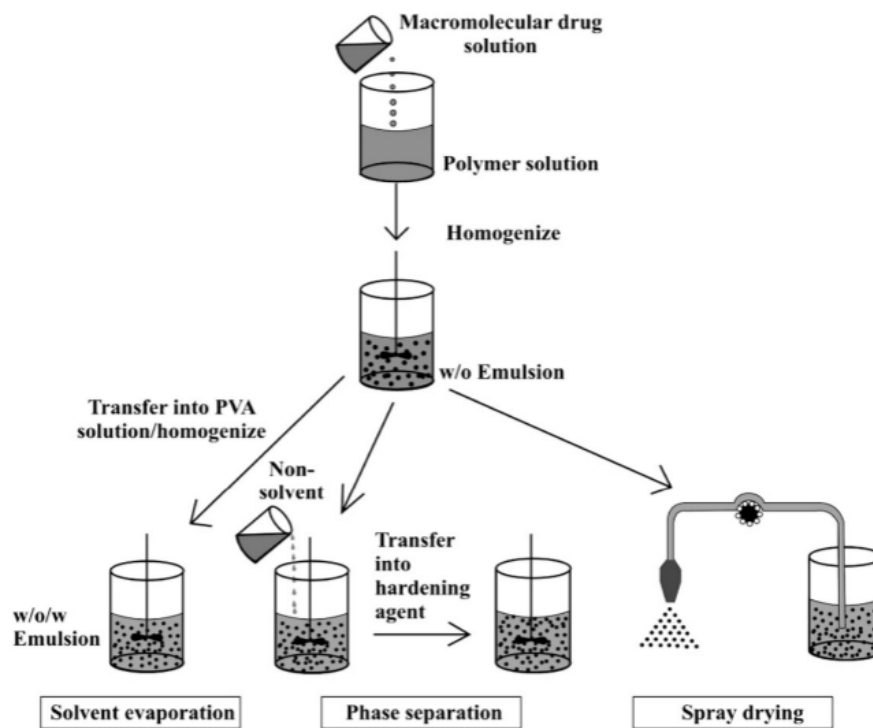 Macromolecular drug
solution
Polymer solution
Homogenize
w/o Emulsion
Transfer into PVA
solution/homogenize
Non-
solvent
Transfer
into
hardening
agent
w/o/w
Emulsion
Solvent evaporation
Phase separation
Spray drying